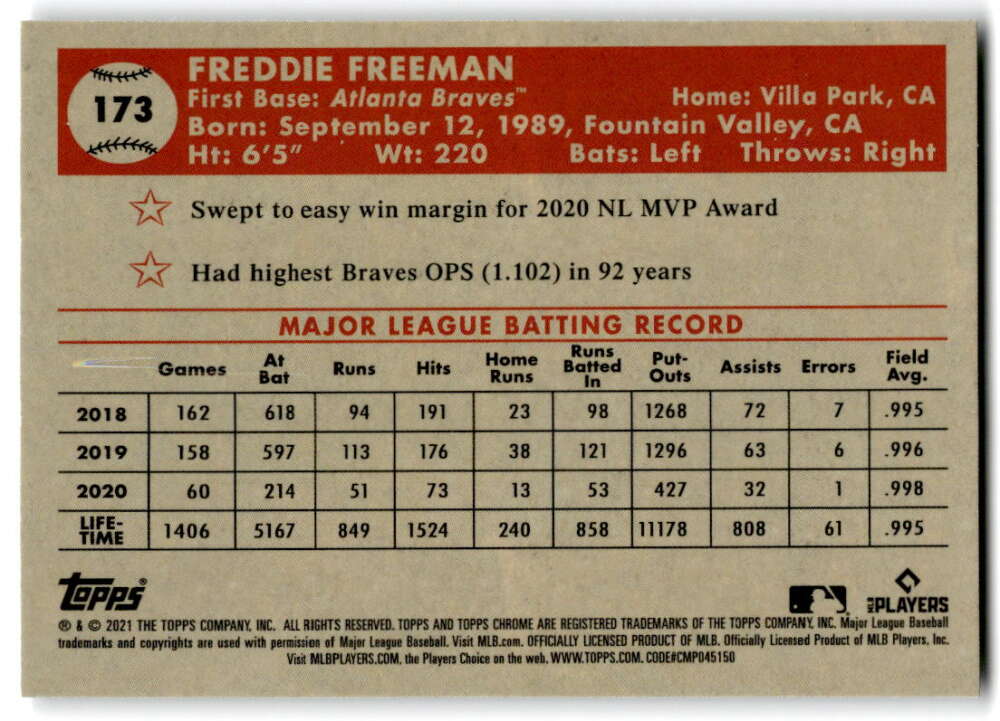 173
FREDDIE FREEMAN
First Base: Atlanta Braves™ Home: Villa Park, CA
Born: September 12, 1989, Fountain Valley, CA
Ht: 6'5" Wt: 220 Bats: Left Throws: Right
Swept to easy win margin for 2020 NL MVP Award
Had highest Braves OPS (1.102) in 92 years
MAJOR LEAGUE BATTING RECORD
Games At Bat Runs Hits Home Runs Runs Batted In Put-Outs Assists Errors Field Avg.
2018 162 618 94 191 23 98 1268 72 7 .995
2019 158 597 113 176 38 121 1296 63 6 .996
2020 60 214 51 73 13 53 427 32 1 .998
LIFE-TIME 1406 5167 849 1524 240 858 11178 808 61 .995
Topps® MLB PLAYERS
® & © 2021 THE TOPPS COMPANY, INC. ALL RIGHTS RESERVED. TOPPS AND TOPPS CHROME ARE REGISTERED TRADEMARKS OF THE TOPPS COMPANY, INC. Major League Baseball
trademarks and copyrights are used with permission of Major League Baseball. Visit MLB.com. OFFICIALLY LICENSED PRODUCT OF MLB. Officially Licensed Product of MLB Players, Inc.
Visit MLBPLAYERS.COM, the Players Choice on the web. WWW.TOPPS.COM. CODE#CMP045150